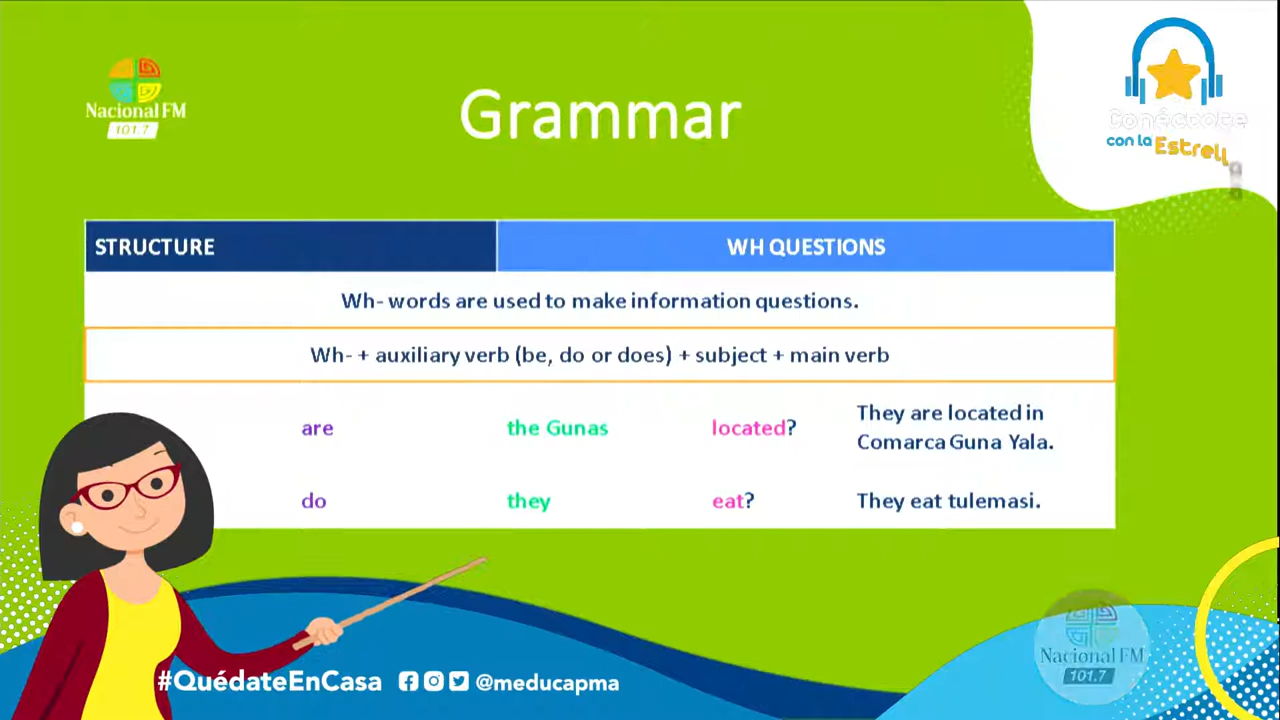 Nacional FM
101.7
Grammar
Conéctate
con la Estrella
STRUCTURE
WH QUESTIONS
Wh- words are used to make information questions.
Wh- + auxiliary verb (be, do or does) + subject + main verb
are the Gunas located? They are located in
Comarca Guna Yala.
do they eat? They eat tulemasi.
#QuédateEnCasa @meducapma
Nacional FM
101.7